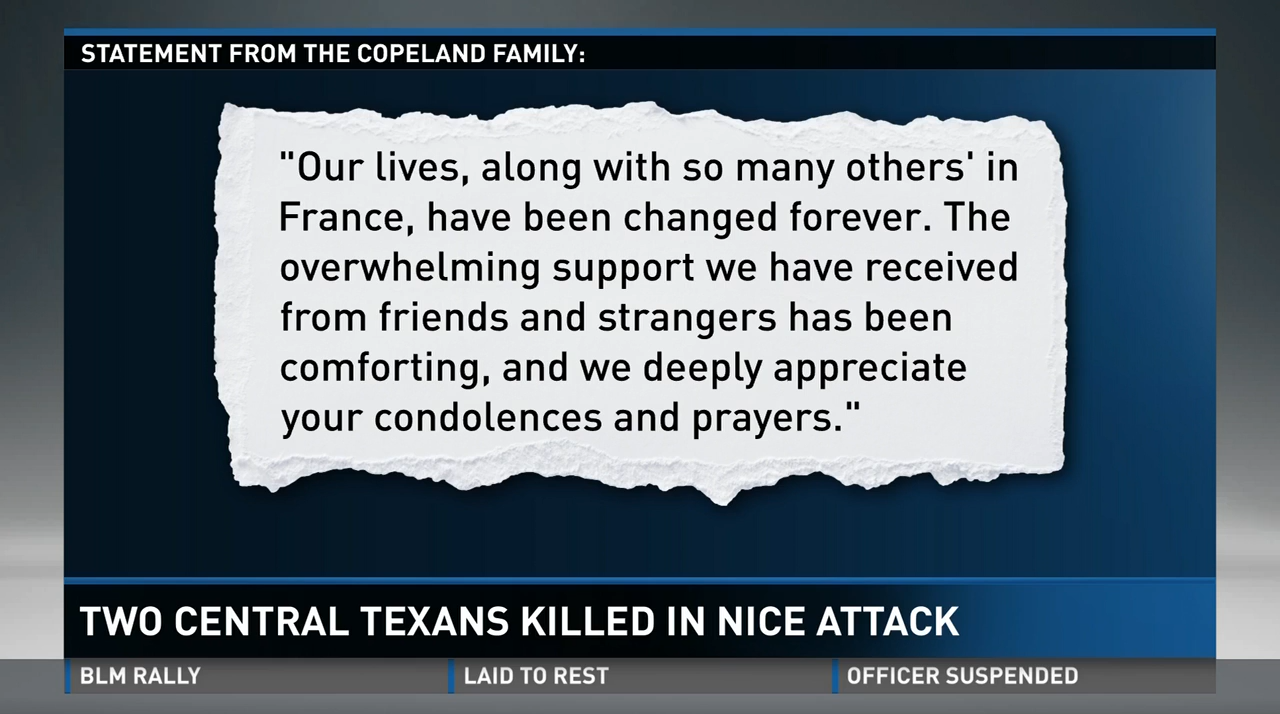 STATEMENT FROM THE COPELAND FAMILY:
"Our lives, along with so many others' in
France, have been changed forever. The
overwhelming support we have received
from friends and strangers has been
comforting, and we deeply appreciate
your condolences and prayers."
TWO CENTRAL TEXANS KILLED IN NICE ATTACK
BLM RALLY
LAID TO REST
OFFICER SUSPENDED